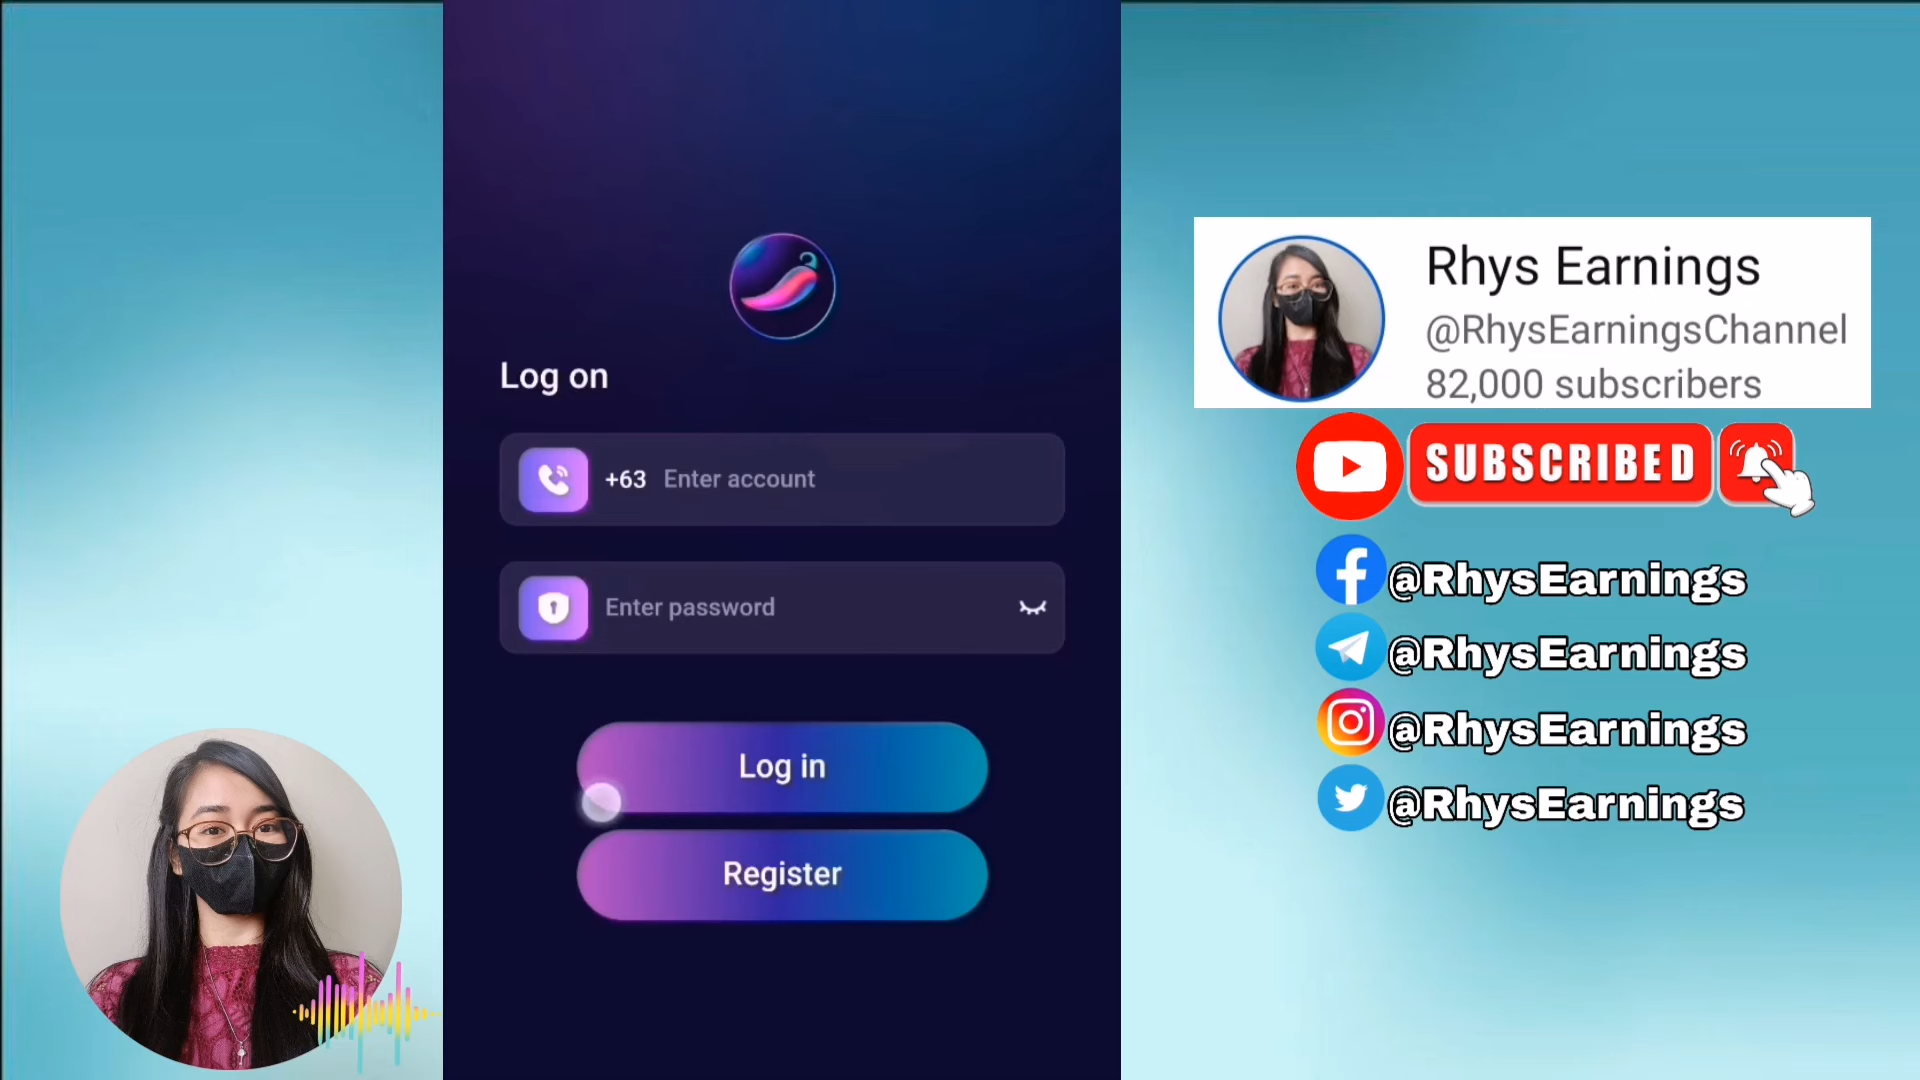 Log on
+63 Enter account
Enter password
Log in
Register
Rhys Earnings
@RhysEarningsChannel
82,000 subscribers
SUBSCRIBED
@RhysEarnings
@RhysEarnings
@RhysEarnings
@RhysEarnings